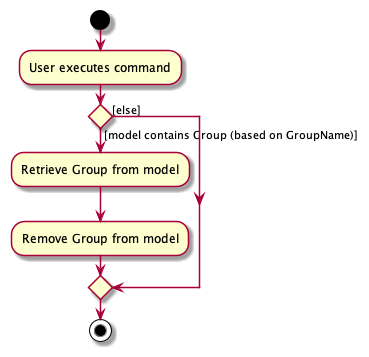 User executes command
[else]
[model contains Group (based on GroupName)]
Retrieve Group from model
Remove Group from model